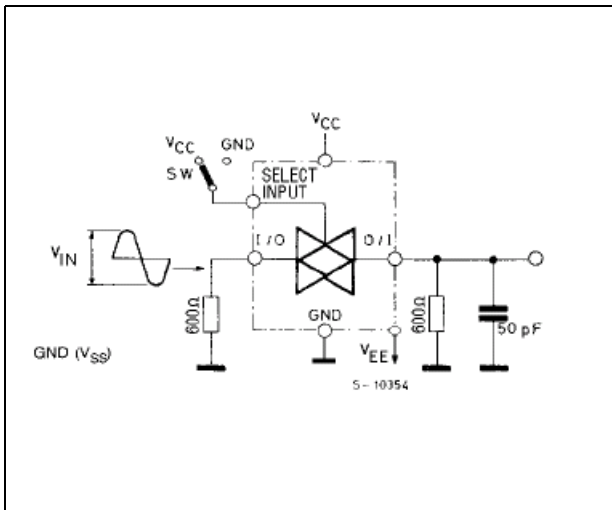 VCC
GND
VCC
SW
SELECT
INPUT
VIN
I/O
O/I
600Ω
GND
600Ω
50 pF
GND (VSS)
VEE
S-10354